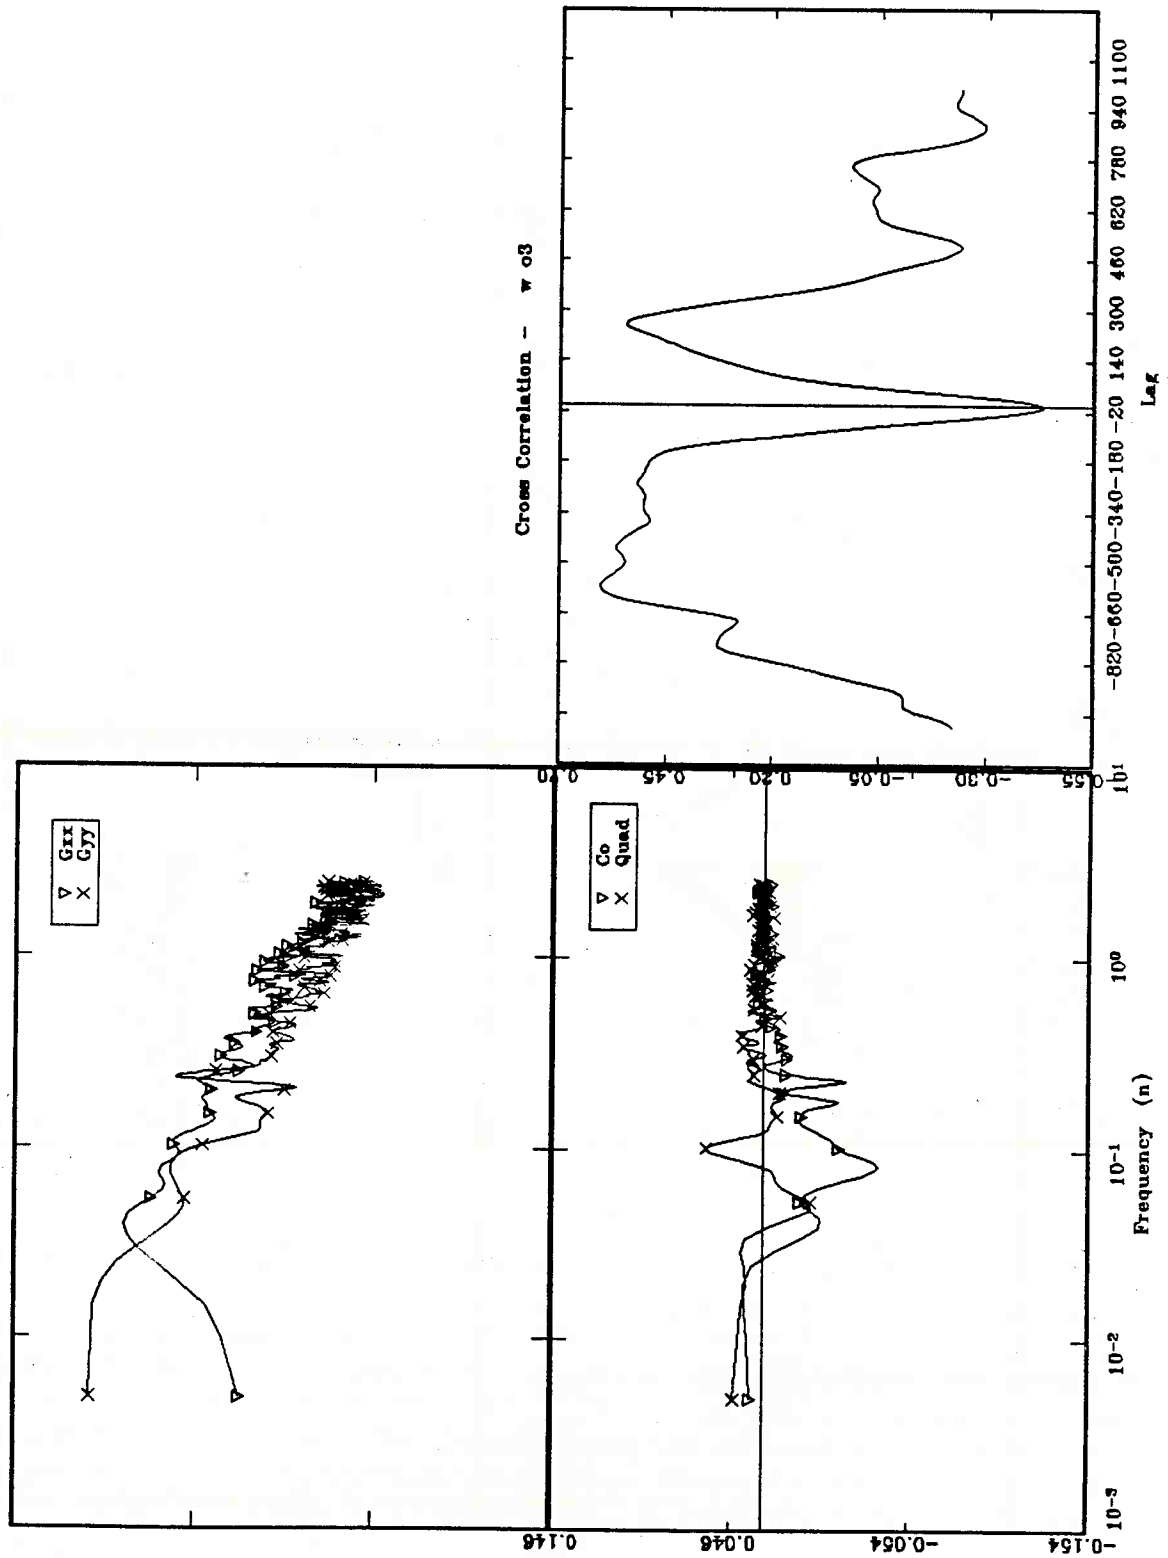 Cross Correlation - w o3
0.45
0.20
-0.05
-0.30
-0.55
-820-660-500-340-180 -20 140 300 460 620 780 940 1100
Lag
▽ Gxx
× Gyy
▽ Co
× Quad
0.146
0.046
-0.054
-0.154
10⁻³ 10⁻² 10⁻¹ 10⁰ 10¹
Frequency (n)